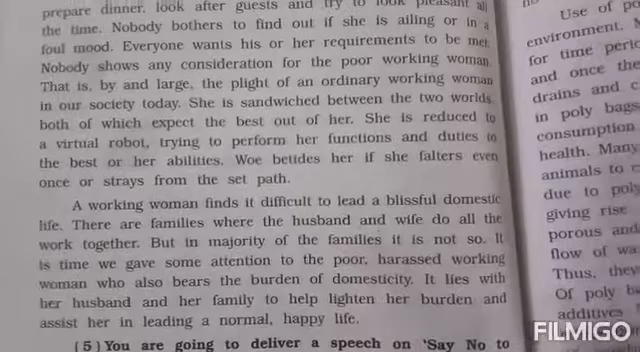 prepare dinner, look after guests and try to look pleasant all
the time. Nobody bothers to find out if she is ailing or in a
foul mood. Everyone wants his or her requirements to be met.
Nobody shows any consideration for the poor working woman.
That is, by and large, the plight of an ordinary working woman
in our society today. She is sandwiched between the two worlds
both of which expect the best out of her. She is reduced to
a virtual robot, trying to perform her functions and duties to
the best or her abilities. Woe betides her if she falters even
once or strays from the set path.
A working woman finds it difficult to lead a blissful domestic
life. There are families where the husband and wife do all the
work together. But in majority of the families it is not so. It
is time we gave some attention to the poor, harassed working
woman who also bears the burden of domesticity. It lies with
her husband and her family to help lighten her burden and
assist her in leading a normal, happy life.
(5) You are going to deliver a speech on 'Say No to
Use of
environment.
for time
and once the
drains and
in poly bags
consumption
health. Many
animals to
due to
giving rise
porous and
flow of
Thus, they
Of poly
additives
FILMIGO